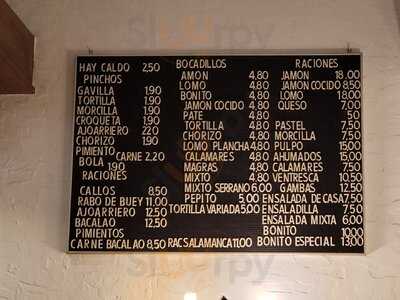 HAY CALDO 2,50
PINCHOS
GAVILLA 1,90
TORTILLA 1,90
MORCILLA 1,90
CROQUETA 1,90
AJOARRIERO 2,20
CHORIZO 1,90
PIMIENTO
BOLA CARNE 2,20
1,90
RACIONES
CALLOS 8,50
RABO DE BUEY 11,00
AJOARRIERO 12,50
BACALAO 12,50
PIMIENTOS
CARNE BACALAO 8,50
BOCADILLOS
AMON 4,80
LOMO 4,80
BONITO 4,80
JAMON COCIDO 4,80
PATE 4,80
TORTILLA 4,80
CHORIZO 4,80
LOMO PLANCHA 4,80
CALAMARES 4,80
MAGRAS 4,80
MIXTO 4,80
MIXTO SERRANO 6,00
PEPITO 5,00
TORTILLA VARIADA 5,00
RAC SALAMANCA 11,00
RACIONES
JAMON 18,00
JAMON COCIDO 8,50
LOMO 18,00
QUESO 7,00
50
PASTEL 7,50
MORCILLA 7,50
PULPO 15,00
AHUMADOS 15,00
CALAMARES 7,50
VENTRESCA 10,50
GAMBAS 12,50
ENSALADA DE CASA 7,50
ENSALADILLA 7,50
ENSALADA MIXTA 6,00
BONITO 10,00
BONITO ESPECIAL 13,00